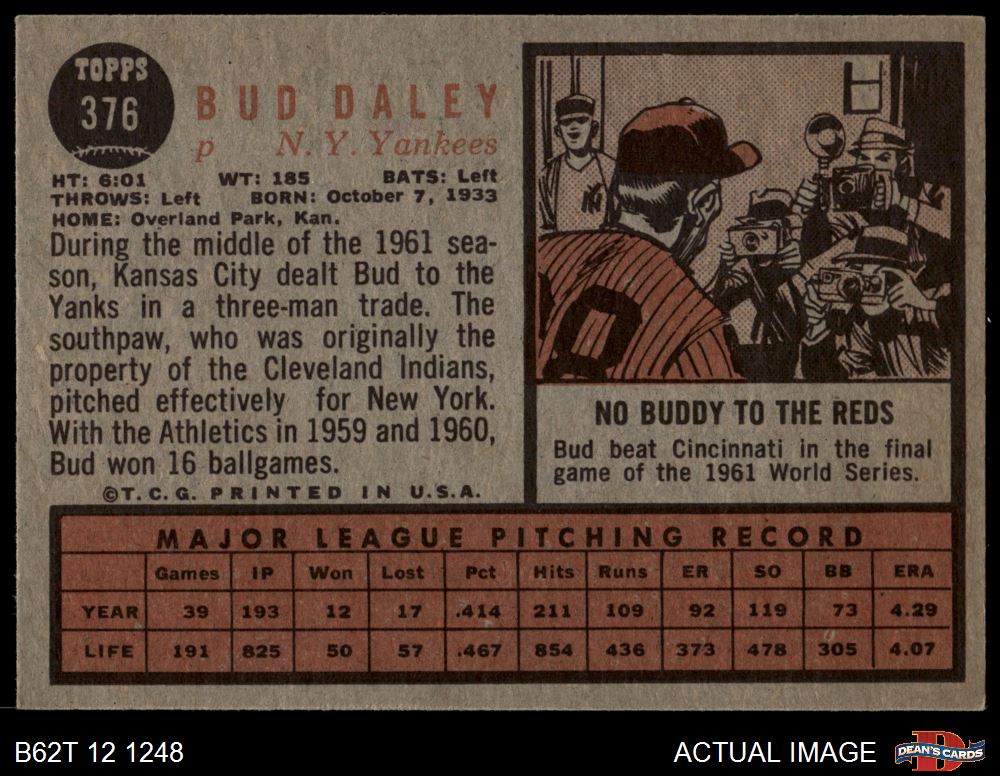 TOPPS
376
BUD DALEY
p N. Y. Yankees
HT: 6:01 WT: 185 BATS: Left
THROWS: Left BORN: October 7, 1933
HOME: Overland Park, Kan.
During the middle of the 1961 sea-
son, Kansas City dealt Bud to the
Yanks in a three-man trade. The
southpaw, who was originally the
property of the Cleveland Indians,
pitched effectively for New York.
With the Athletics in 1959 and 1960,
Bud won 16 ballgames.
©T. C. G. PRINTED IN U.S.A.
NY
NO BUDDY TO THE REDS
Bud beat Cincinnati in the final
game of the 1961 World Series.
MAJOR LEAGUE PITCHING RECORD
Games IP Won Lost Pct Hits Runs ER SO BB ERA
YEAR 39 193 12 17 .414 211 109 92 119 73 4.29
LIFE 191 825 50 57 .467 854 436 373 478 305 4.07
B62T 12 1248
ACTUAL IMAGE
D
DEAN'S CARDS